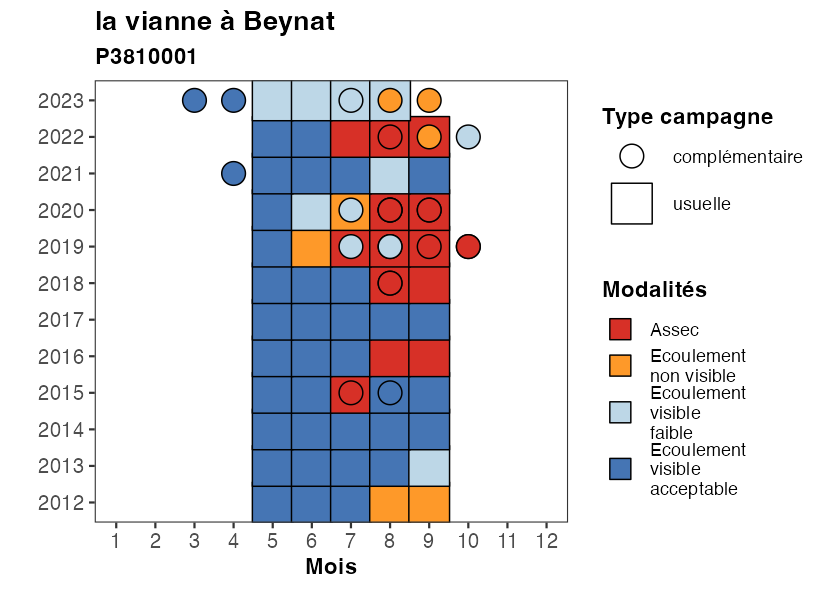 la vianne à Beynat
P3810001
2023
2022
2021
2020
2019
2018
2017
2016
2015
2014
2013
2012
1 2 3 4 5 6 7 8 9 10 11 12
Mois
Type campagne
complémentaire
usuelle
Modalités
Assec
Ecoulement
non visible
Ecoulement
visible
faible
Ecoulement
visible
acceptable